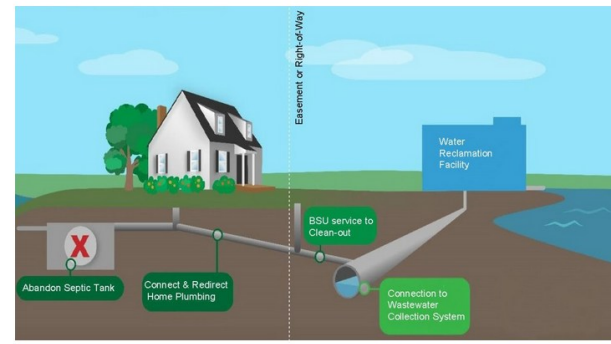 Easement or Right-of-Way
Water
Reclamation
Facility
BSU service to
Clean-out
X
Abandon Septic Tank
Connect & Redirect
Home Plumbing
Connection to
Wastewater
Collection System